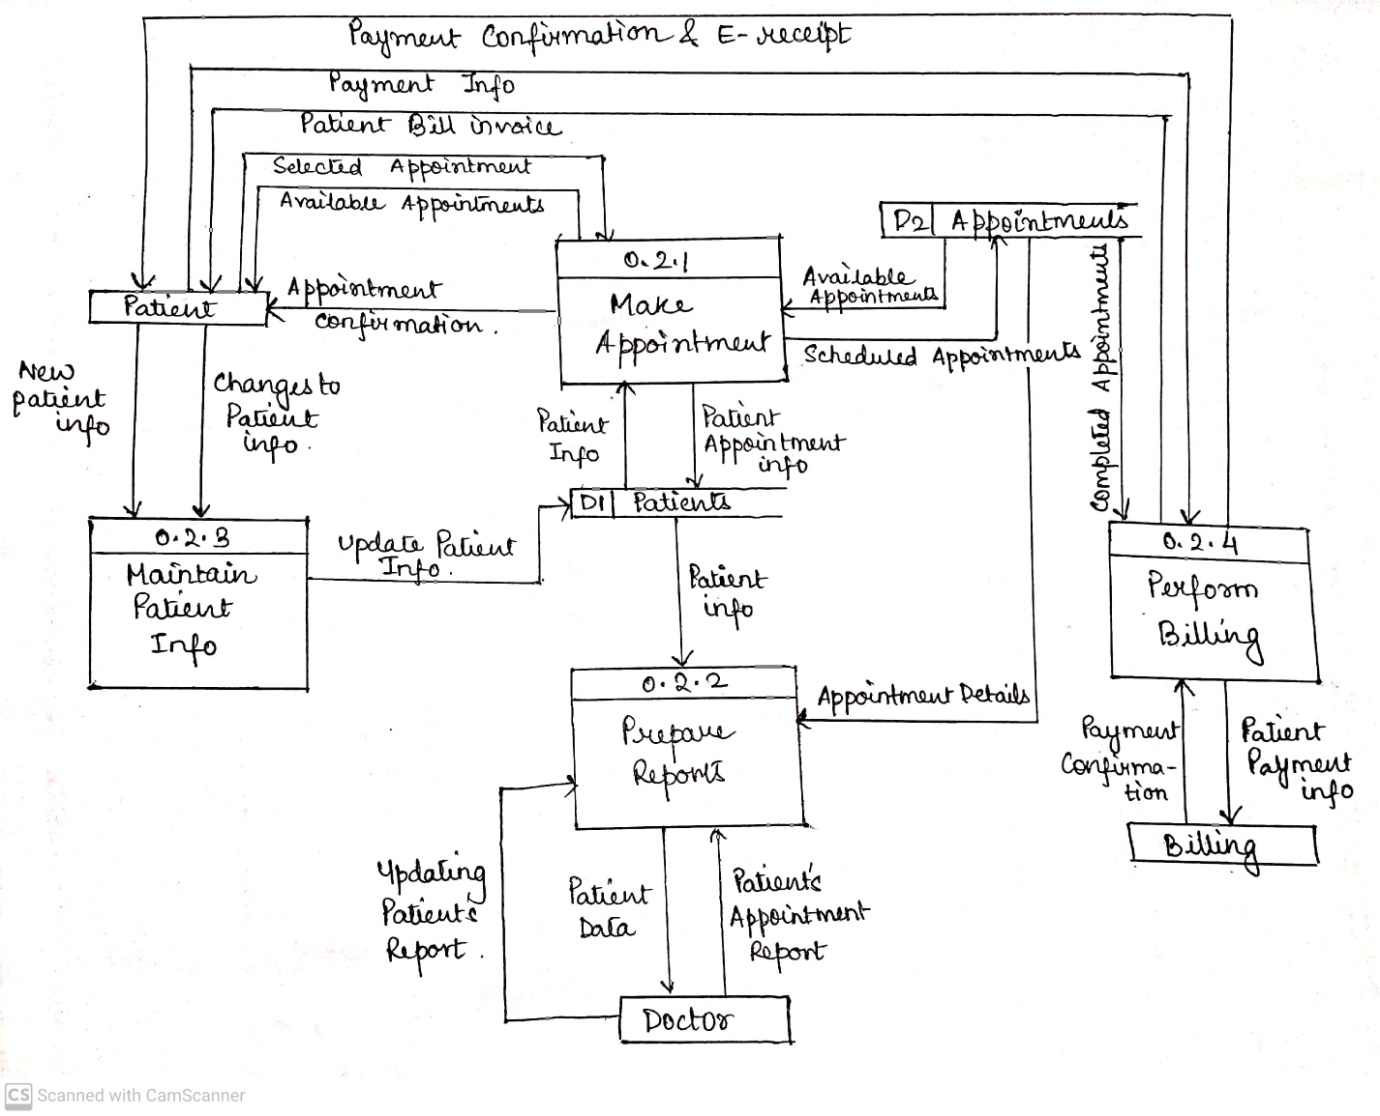 Payment Confirmation & E-receipt
Payment Info
Patient Bill invoice
Selected Appointment
Available Appointments
D2 Appointments
0.2.1
Make
Appointment
Available
Appointments
Scheduled Appointments
Completed Appointments
Patient
Appointment
Confirmation.
New
patient
info
Changes to
Patient
info.
Patient
Info
Patient
Appointment
info
D1 Patients
0.2.3
Maintain
Patient
Info
Update Patient
Info.
Patient
info
0.2.4
Perform
Billing
0.2.2
Prepare
Reports
Appointment Details
Payment
Confirma-
tion
Patient
Payment
info
Billing
Updating
Patient's
Report.
Patient
Data
Patient's
Appointment
Report
Doctor
CS Scanned with CamScanner